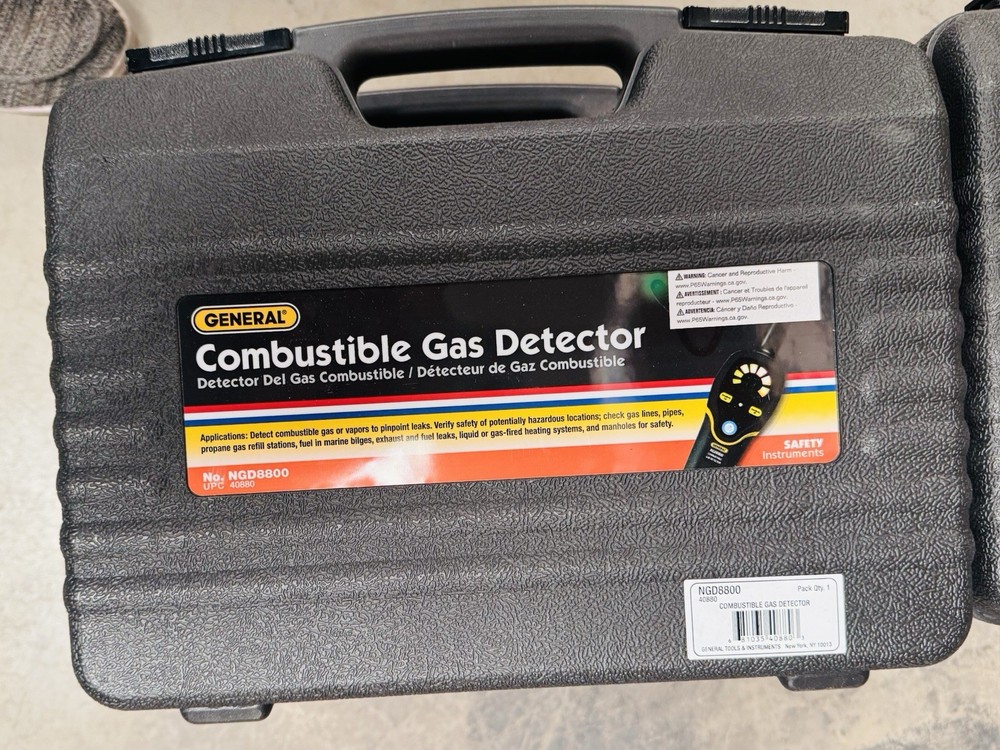 GENERAL®
Combustible Gas Detector
Detector Del Gas Combustible / Détecteur de Gaz Combustible
Applications: Detect combustible gas or vapors to pinpoint leaks. Verify safety of potentially hazardous locations; check gas lines, pipes,
propane gas refill stations, fuel in marine bilges, exhaust and fuel leaks, liquid or gas-fired heating systems, and manholes for safety.
No. NGD8800
UPC 40880
WARNING: Cancer and Reproductive Harm -
www.P65Warnings.ca.gov.
AVERTISSEMENT : Cancer et Troubles de l'appareil
reproducteur - www.P65Warnings.ca.gov.
ADVERTENCIA: Cáncer y Daño Reproductivo -
www.P65Warnings.ca.gov.
SAFETY
Instruments
NGD8800 Pack Qty. 1
40880
COMBUSTIBLE GAS DETECTOR
81035 40880
GENERAL TOOLS & INSTRUMENTS New York, NY 10013